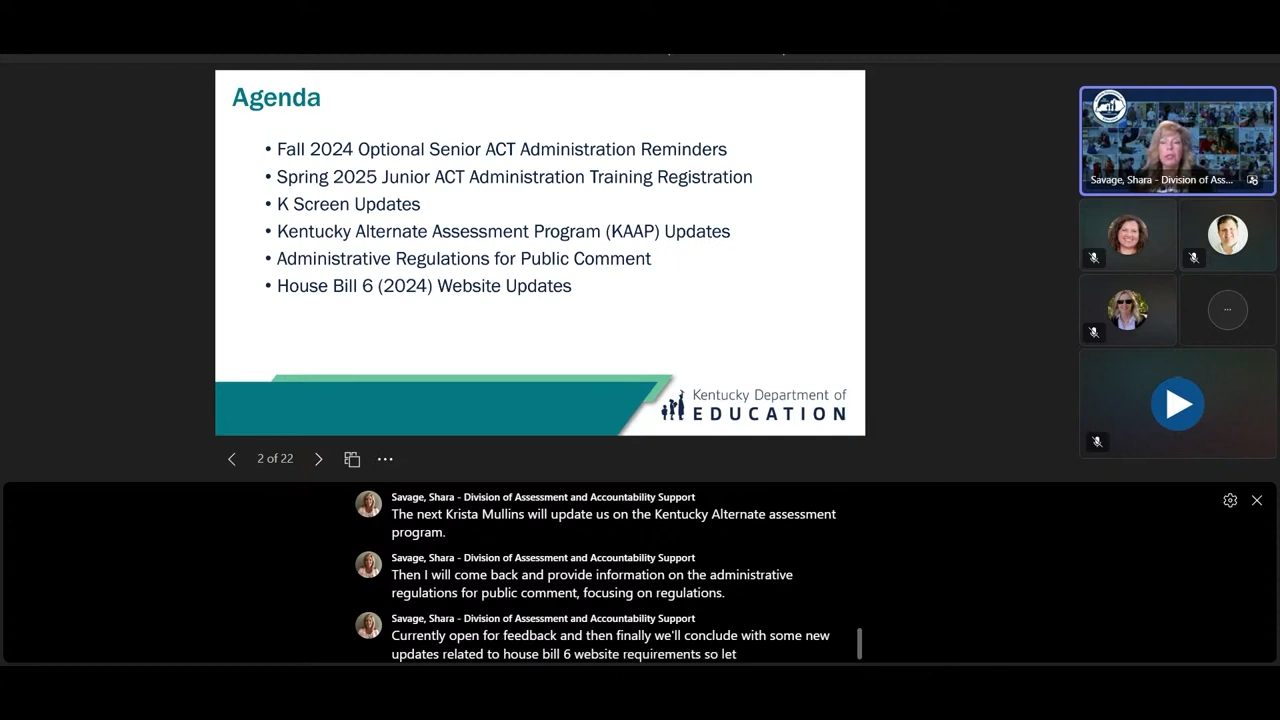 Agenda
• Fall 2024 Optional Senior ACT Administration Reminders
• Spring 2025 Junior ACT Administration Training Registration
• K Screen Updates
• Kentucky Alternate Assessment Program (KAAP) Updates
• Administrative Regulations for Public Comment
• House Bill 6 (2024) Website Updates
Kentucky Department of
EDUCATION
2 of 22
Savage, Shara - Division of Ass...
Savage, Shara - Division of Assessment and Accountability Support
The next Krista Mullins will update us on the Kentucky Alternate assessment
program.
Savage, Shara - Division of Assessment and Accountability Support
Then I will come back and provide information on the administrative
regulations for public comment, focusing on regulations.
Savage, Shara - Division of Assessment and Accountability Support
Currently open for feedback and then finally we'll conclude with some new
updates related to house bill 6 website requirements so let